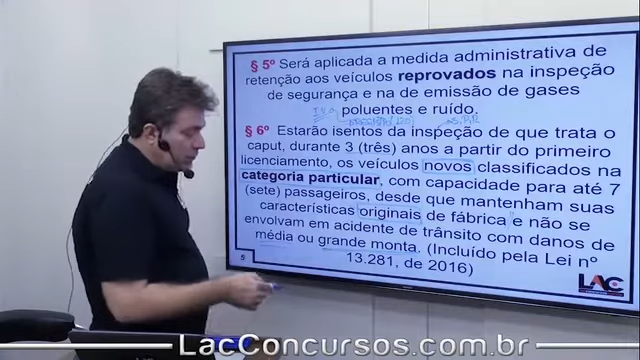 § 5º Será aplicada a medida administrativa de
retenção aos veículos reprovados na inspeção
de segurança e na de emissão de gases
poluentes e ruído.
§ 6º Estarão isentos da inspeção de que trata o
caput, durante 3 (três) anos a partir do primeiro
licenciamento, os veículos novos classificados na
categoria particular, com capacidade para até 7
(sete) passageiros, desde que mantenham suas
características originais de fábrica e não se
envolvam em acidente de trânsito com danos de
média ou grande monta. (Incluído pela Lei nº
13.281, de 2016)
5
LAC
LacConcursos.com.br